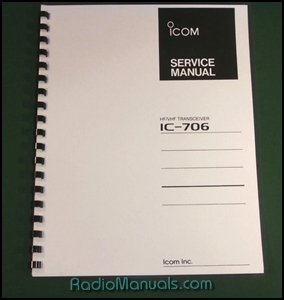 ICOM
SERVICE
MANUAL
HF/VHF TRANSCEIVER
IC-706
Icom Inc.
RadioManuals.com